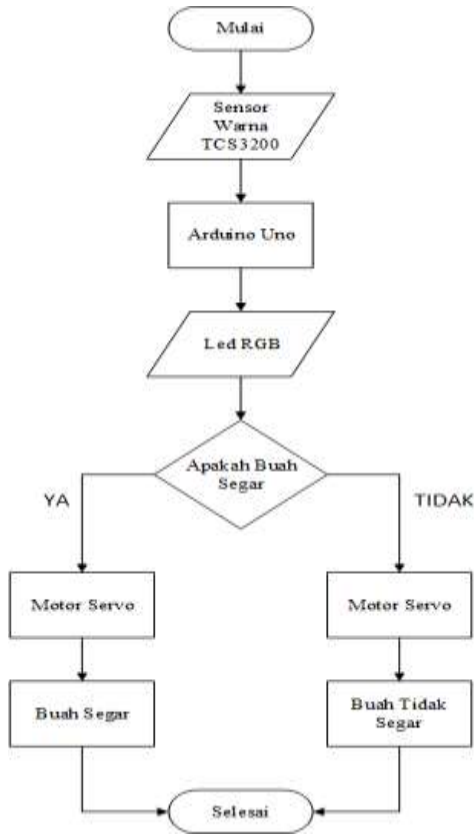 Mulai
Sensor
Warna
TCS3200
Arduino Uno
Led RGB
Apakah Buah
Segar
YA
TIDAK
Motor Servo
Motor Servo
Buah Segar
Buah Tidak
Segar
Selesai